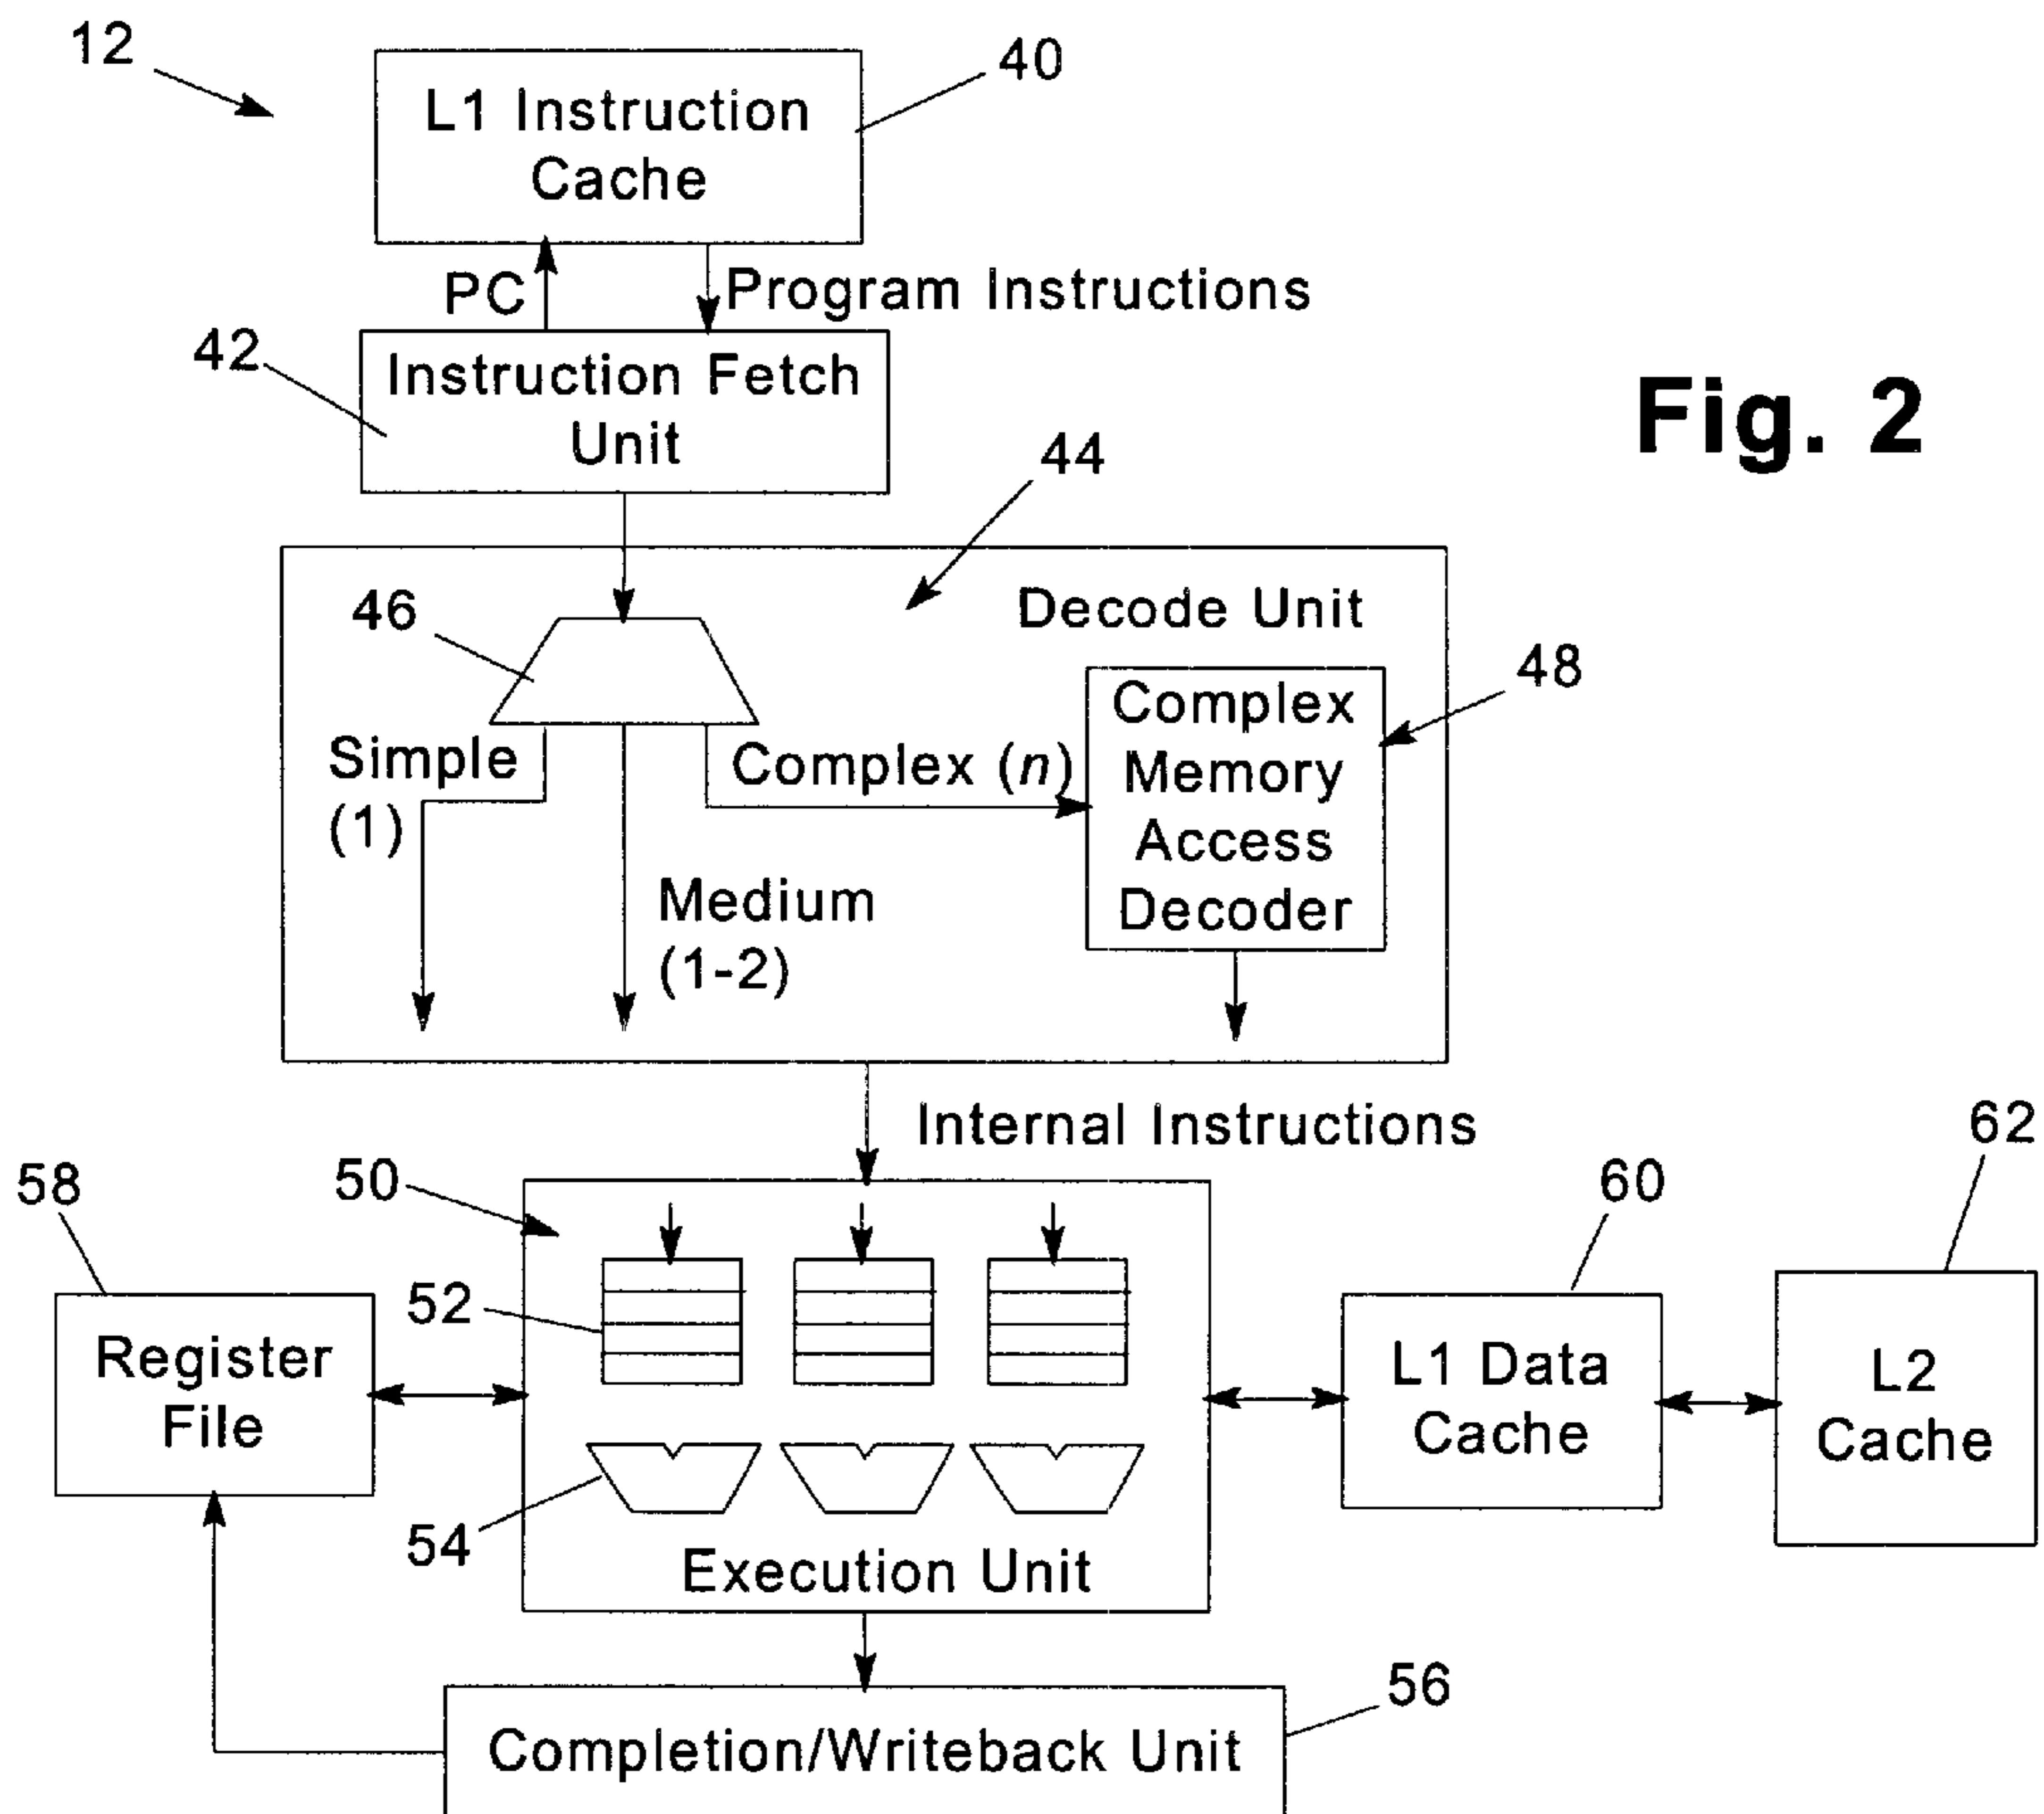 12
40
L1 Instruction
Cache
PC
Program Instructions
42
Instruction Fetch
Unit
Fig. 2
44
46
Decode Unit
48
Simple
(1)
Complex (n)
Complex
Memory
Access
Decoder
Medium
(1-2)
Internal Instructions
62
58
50
60
52
Register
File
L1 Data
Cache
L2
Cache
54
Execution Unit
56
Completion/Writeback Unit